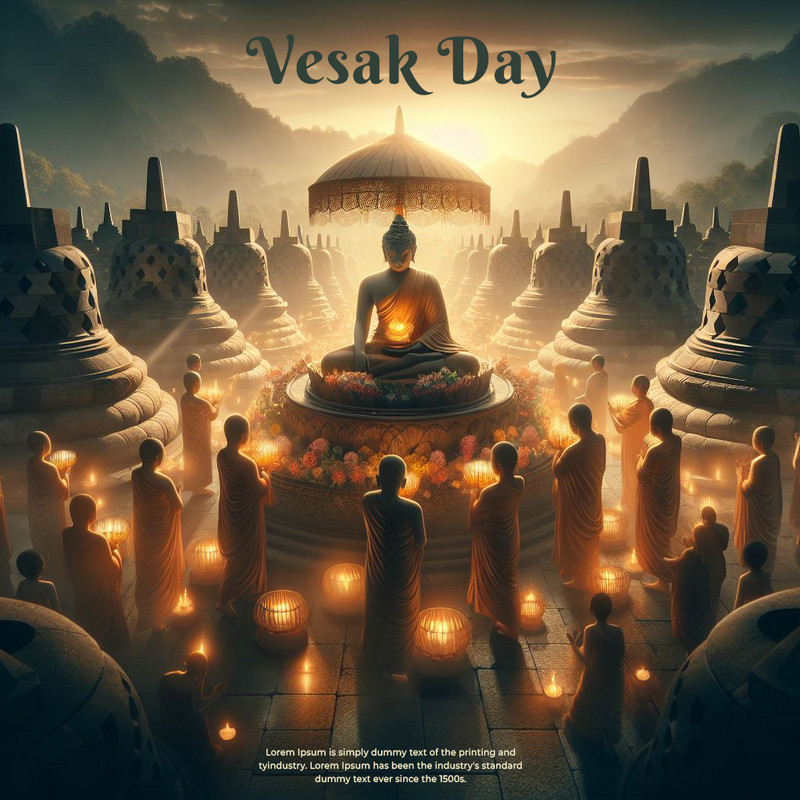 Vesak Day
Lorem Ipsum is simply dummy text of the printing and
tyindustry. Lorem Ipsum has been the industry's standard
dummy text ever since the 1500s.